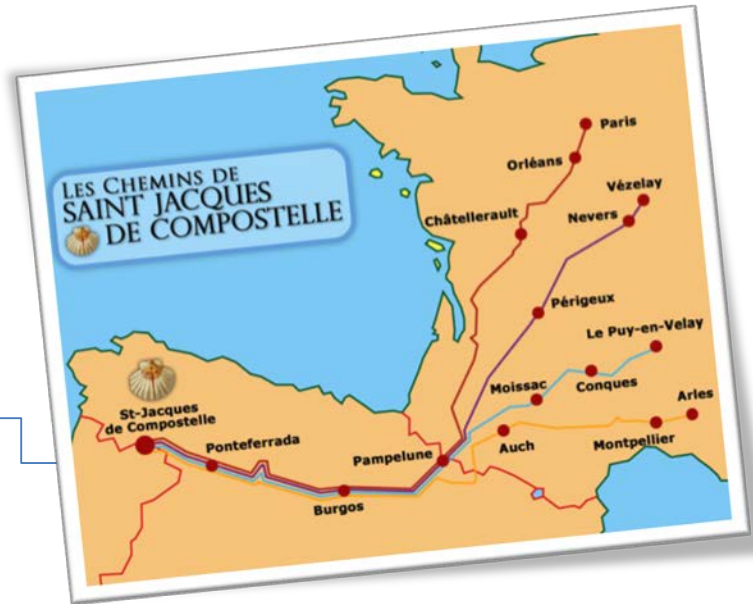 LES CHEMINS DE
SAINT JACQUES
DE COMPOSTELLE
Paris
Orléans
Vézelay
Nevers
Châtellerault
Périgeux
Le Puy-en-Velay
Moissac
Conques
Arles
St-Jacques
de Compostelle
Ponteferrada
Pampelune
Auch
Montpellier
Burgos